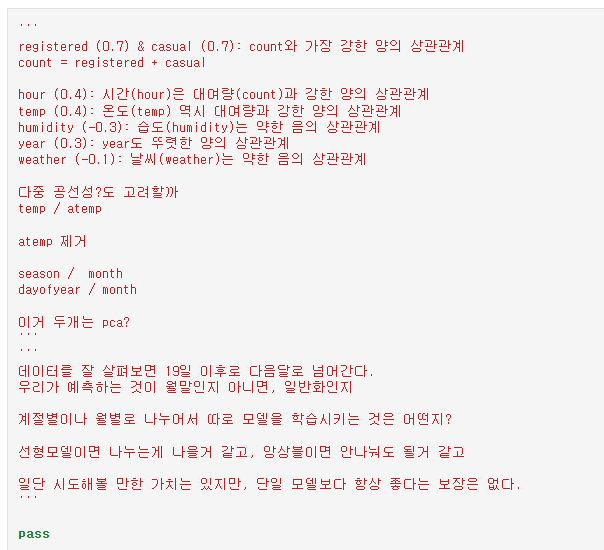 '''
registered (0.7) & casual (0.7): count와 가장 강한 양의 상관관계
count = registered + casual
hour (0.4): 시간(hour)은 대여량(count)과 강한 양의 상관관계
temp (0.4): 온도(temp) 역시 대여량과 강한 양의 상관관계
humidity (-0.3): 습도(humidity)는 약한 음의 상관관계
year (0.3): year도 뚜렷한 양의 상관관계
weather (-0.1): 날씨(weather)는 약한 음의 상관관계
다중 공선성?도 고려할까
temp / atemp
atemp 제거
season /  month
dayofyear / month
이거 두개는 pca?
'''
'''
데이터를 잘 살펴보면 19일 이후로 다음달로 넘어간다.
우리가 예측하는 것이 월말인지 아니면, 일반화인지
계절별이나 월별로 나누어서 따로 모델을 학습시키는 것은 어떤지?
선형모델이면 나누는게 나을거 같고, 앙상블이면 안나눠도 될거 같고
일단 시도해볼 만한 가치는 있지만, 단일 모델보다 항상 좋다는 보장은 없다.
'''
pass